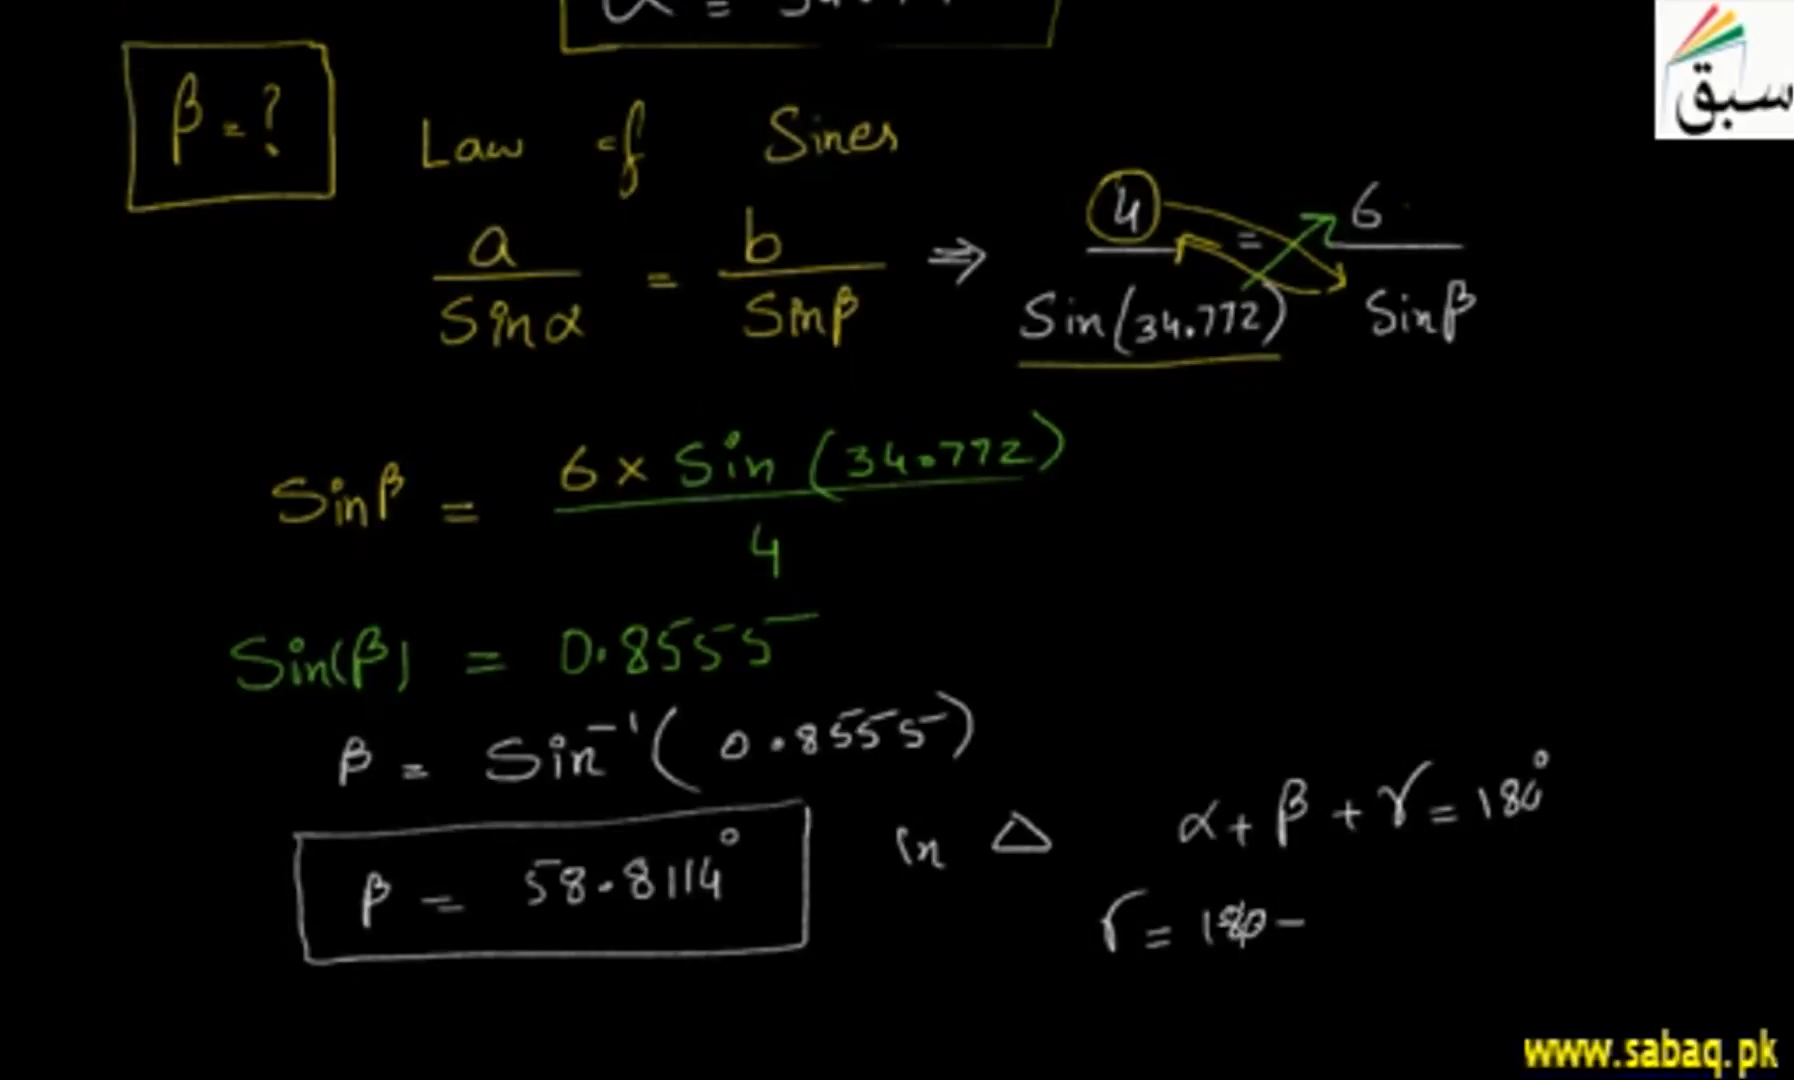 β = ?
Law of Sines
سبق
a/Sinα = b/Sinβ ⇒ 4/Sin(34.772) = 6/Sinβ
Sinβ = 6 × Sin (34.772)/4
Sin(β) = 0.8555
β = Sin⁻¹(0.8555)
β = 58.8114°
In △ α + β + γ = 180°
γ = 180 −
www.sabaq.pk